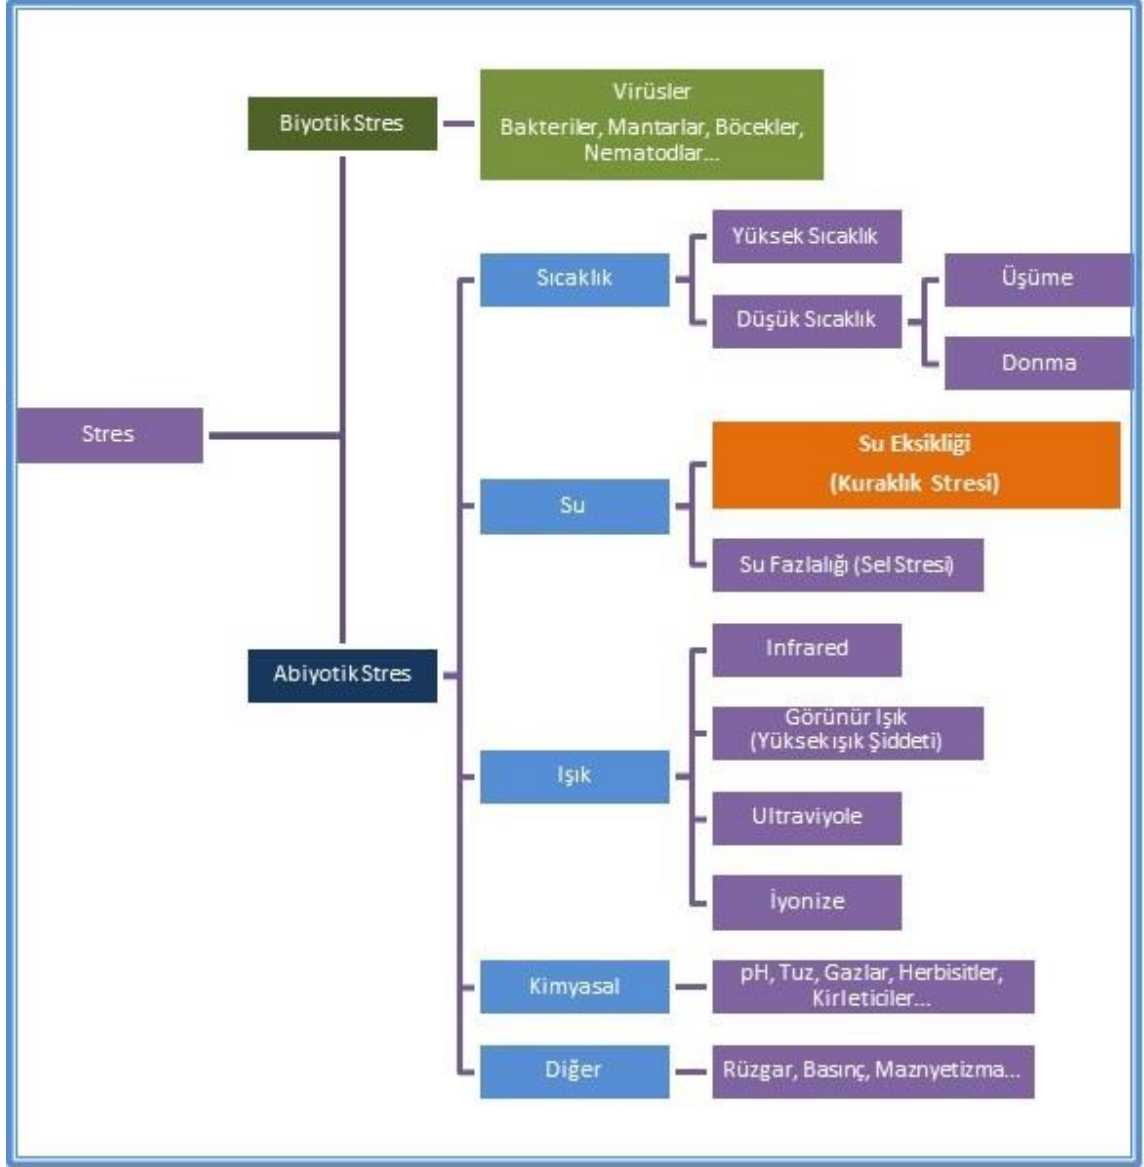 Stres
Biyotik Stres
Virüsler
Bakteriler, Mantarlar, Böcekler,
Nematodlar...
Abiyotik Stres
Sıcaklık
Yüksek Sıcaklık
Düşük Sıcaklık
Üşüme
Donma
Su
Su Eksikliği
(Kuraklık Stresi)
Su Fazlalığı (Sel Stresi)
Işık
Infrared
Görünür Işık
(Yüksek ışık Şiddeti)
Ultraviyole
İyonize
Kimyasal
pH, Tuz, Gazlar, Herbisitler,
Kirleticiler...
Diğer
Rüzgar, Basınç, Maznyetizma...